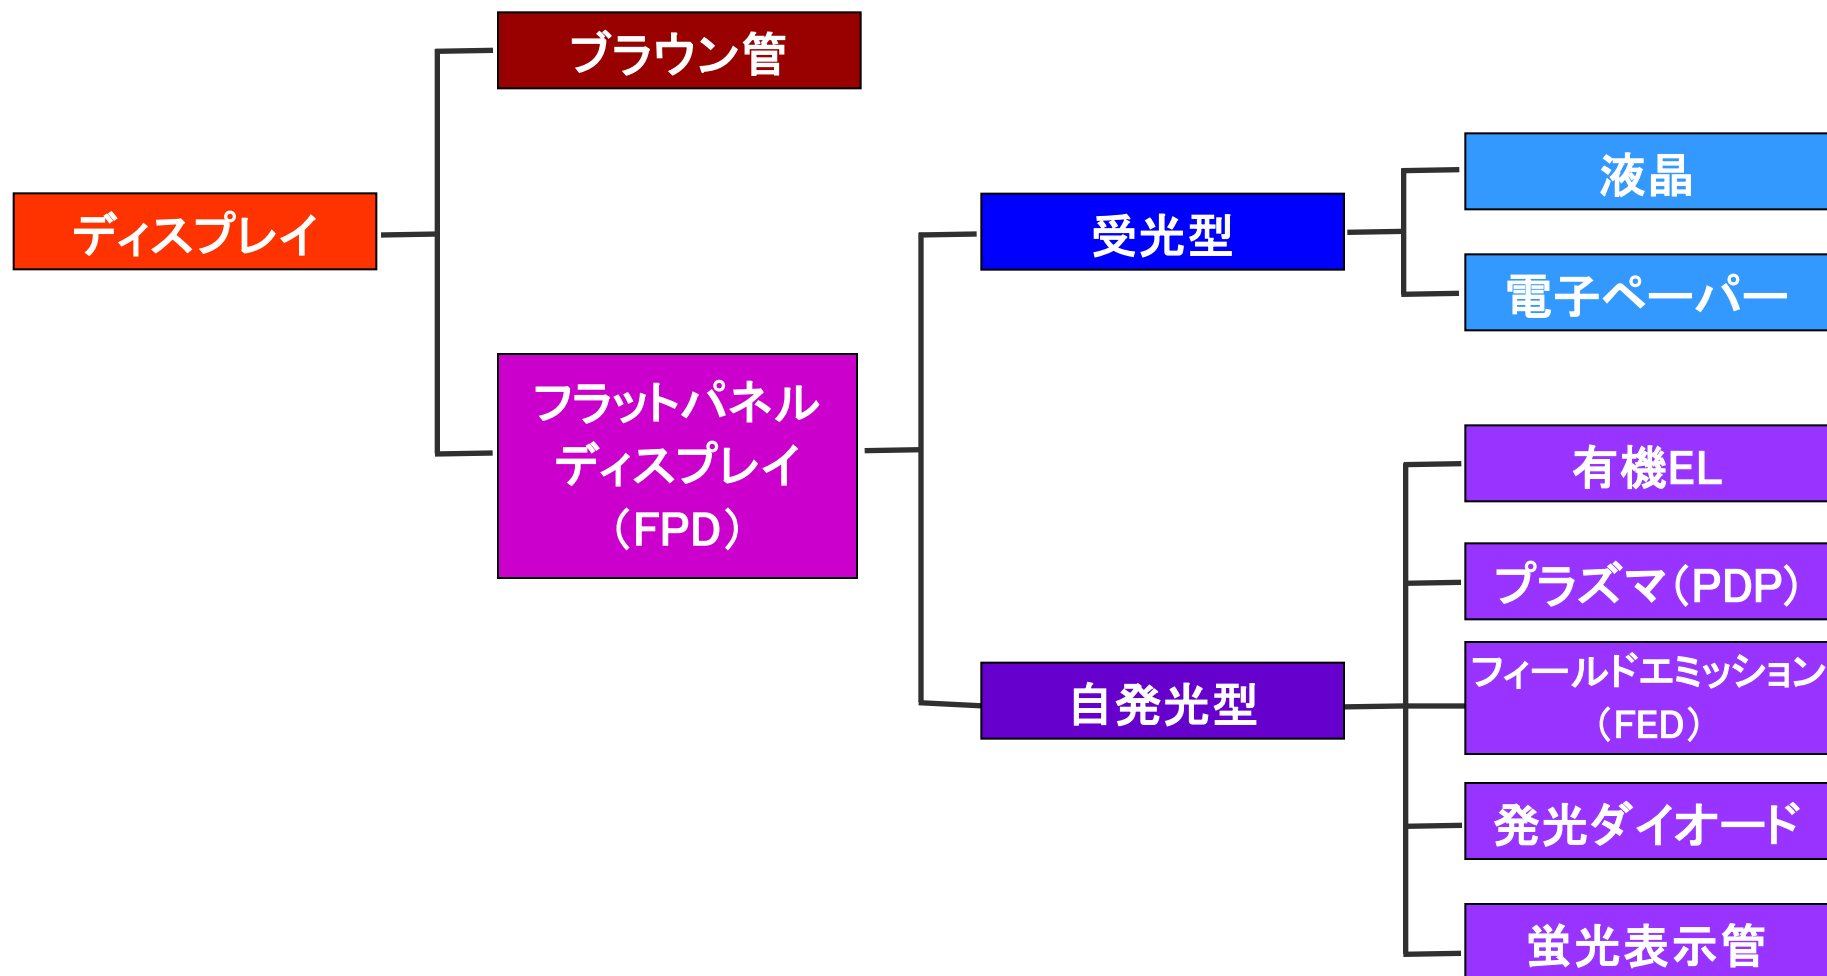 ブラウン管
ディスプレイ
フラットパネル
ディスプレイ
（FPD）
受光型
自発光型
液晶
電子ペーパー
有機EL
プラズマ（PDP）
フィールドエミッション
（FED）
発光ダイオード
蛍光表示管